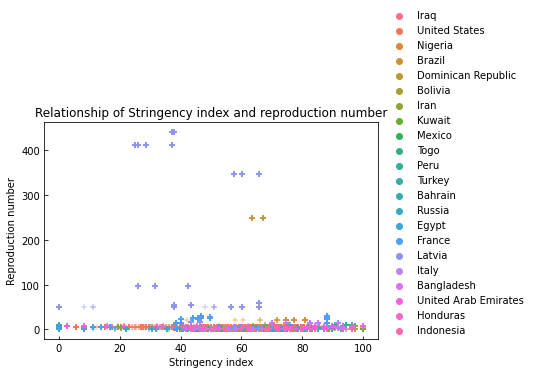 Relationship of Stringency index and reproduction number
Reproduction number
400
300
200
100
0
0 20 40 60 80 100
Stringency index
Iraq
United States
Nigeria
Brazil
Dominican Republic
Bolivia
Iran
Kuwait
Mexico
Togo
Peru
Turkey
Bahrain
Russia
Egypt
France
Latvia
Italy
Bangladesh
United Arab Emirates
Honduras
Indonesia